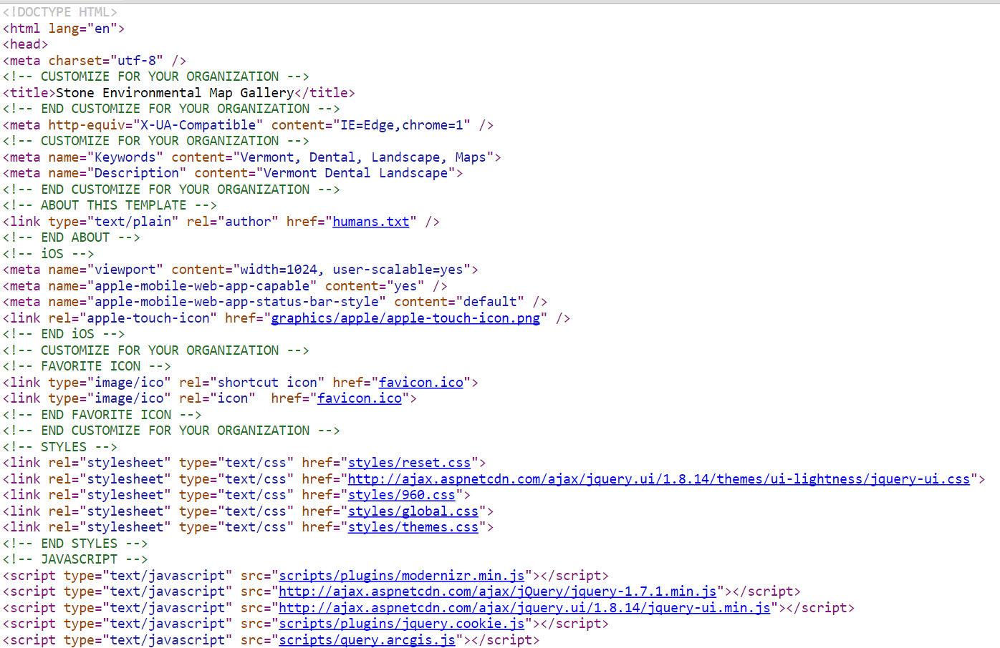 <!DOCTYPE HTML>
<html lang="en">
<head>
<meta charset="utf-8" />
<!-- CUSTOMIZE FOR YOUR ORGANIZATION -->
<title>Stone Environmental Map Gallery</title>
<!-- END CUSTOMIZE FOR YOUR ORGANIZATION -->
<meta http-equiv="X-UA-Compatible" content="IE=Edge,chrome=1" />
<!-- CUSTOMIZE FOR YOUR ORGANIZATION -->
<meta name="Keywords" content="Vermont, Dental, Landscape, Maps">
<meta name="Description" content="Vermont Dental Landscape">
<!-- END CUSTOMIZE FOR YOUR ORGANIZATION -->
<!-- ABOUT THIS TEMPLATE -->
<link type="text/plain" rel="author" href="humans.txt" />
<!-- END ABOUT -->
<!-- iOS -->
<meta name="viewport" content="width=1024, user-scalable=yes">
<meta name="apple-mobile-web-app-capable" content="yes" />
<meta name="apple-mobile-web-app-status-bar-style" content="default" />
<link rel="apple-touch-icon" href="graphics/apple/apple-touch-icon.png" />
<!-- END iOS -->
<!-- CUSTOMIZE FOR YOUR ORGANIZATION -->
<!-- FAVORITE ICON -->
<link type="image/ico" rel="shortcut icon" href="favicon.ico">
<link type="image/ico" rel="icon"  href="favicon.ico">
<!-- END FAVORITE ICON -->
<!-- END CUSTOMIZE FOR YOUR ORGANIZATION -->
<!-- STYLES -->
<link rel="stylesheet" type="text/css" href="styles/reset.css">
<link rel="stylesheet" type="text/css" href="http://ajax.aspnetcdn.com/ajax/jquery.ui/1.8.14/themes/ui-lightness/jquery-ui.css">
<link rel="stylesheet" type="text/css" href="styles/960.css">
<link rel="stylesheet" type="text/css" href="styles/global.css">
<link rel="stylesheet" type="text/css" href="styles/themes.css">
<!-- END STYLES -->
<!-- JAVASCRIPT -->
<script type="text/javascript" src="scripts/plugins/modernizr.min.js"></script>
<script type="text/javascript" src="http://ajax.aspnetcdn.com/ajax/jQuery/jquery-1.7.1.min.js"></script>
<script type="text/javascript" src="http://ajax.aspnetcdn.com/ajax/jquery.ui/1.8.14/jquery-ui.min.js"></script>
<script type="text/javascript" src="scripts/plugins/jquery.cookie.js"></script>
<script type="text/javascript" src="scripts/query.arcgis.js"></script>